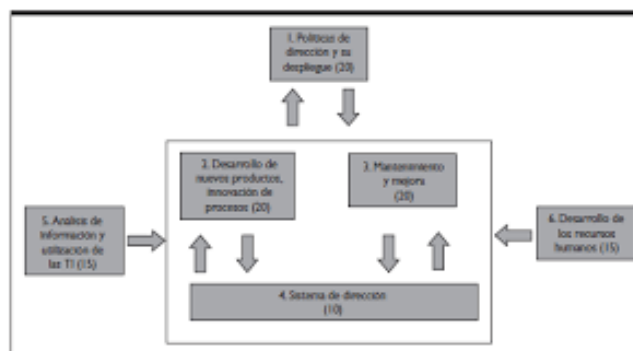 1. Políticas de
dirección y su
despliegue (20)
2. Desarrollo de
nuevos productos,
innovación de
procesos (20)
3. Mantenimiento
y mejora
(20)
5. Análisis de
información y
utilización de
las TI (15)
6. Desarrollo de
los recursos
humanos (15)
4. Sistema de dirección
(10)